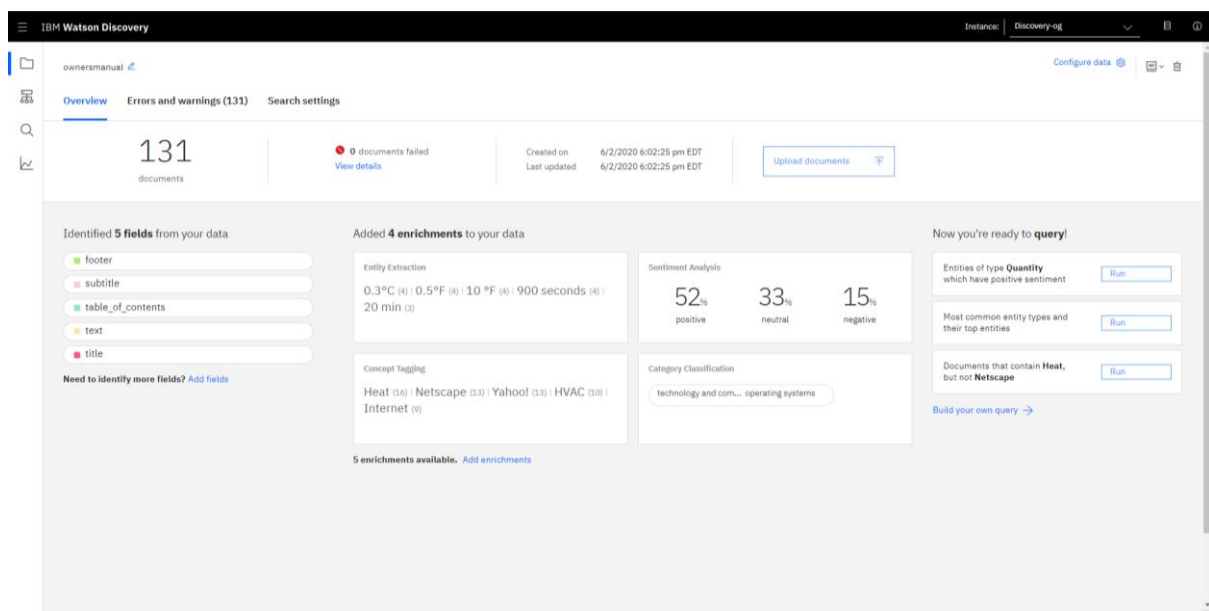 IBM Watson Discovery
Instance: Discovery-og
ownersmanual
Configure data
Overview
Errors and warnings (131)
Search settings
131
documents
0 documents failed
View details
Created on 6/2/2020 6:02:25 pm EDT
Last updated 6/2/2020 6:02:25 pm EDT
Upload documents
Identified 5 fields from your data
footer
subtitle
table_of_contents
text
title
Need to identify more fields? Add fields
Added 4 enrichments to your data
Entity Extraction
0.3°C (4) | 0.5°F (4) | 10 °F (4) | 900 seconds (4) |
20 min (3)
Sentiment Analysis
52% 33% 15%
positive neutral negative
Concept Tagging
Heat (16) | Netscape (13) | Yahoo! (13) | HVAC (10) |
Internet (9)
Category Classification
technology and com... operating systems
5 enrichments available. Add enrichments
Now you're ready to query!
Entities of type Quantity
which have positive sentiment
Run
Most common entity types and
their top entities
Run
Documents that contain Heat,
but not Netscape
Run
Build your own query →